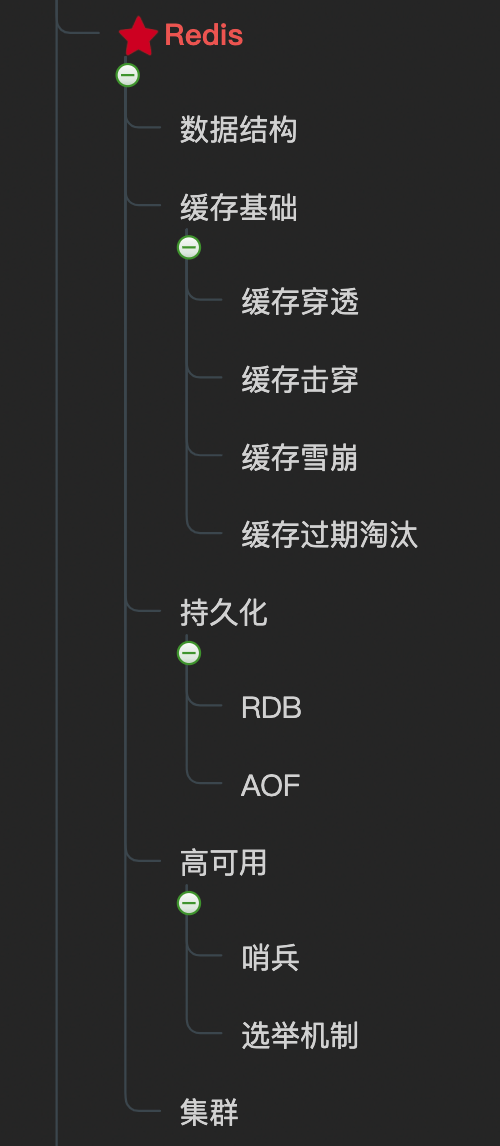 Redis
数据结构
缓存基础
缓存穿透
缓存击穿
缓存雪崩
缓存过期淘汰
持久化
RDB
AOF
高可用
哨兵
选举机制
集群